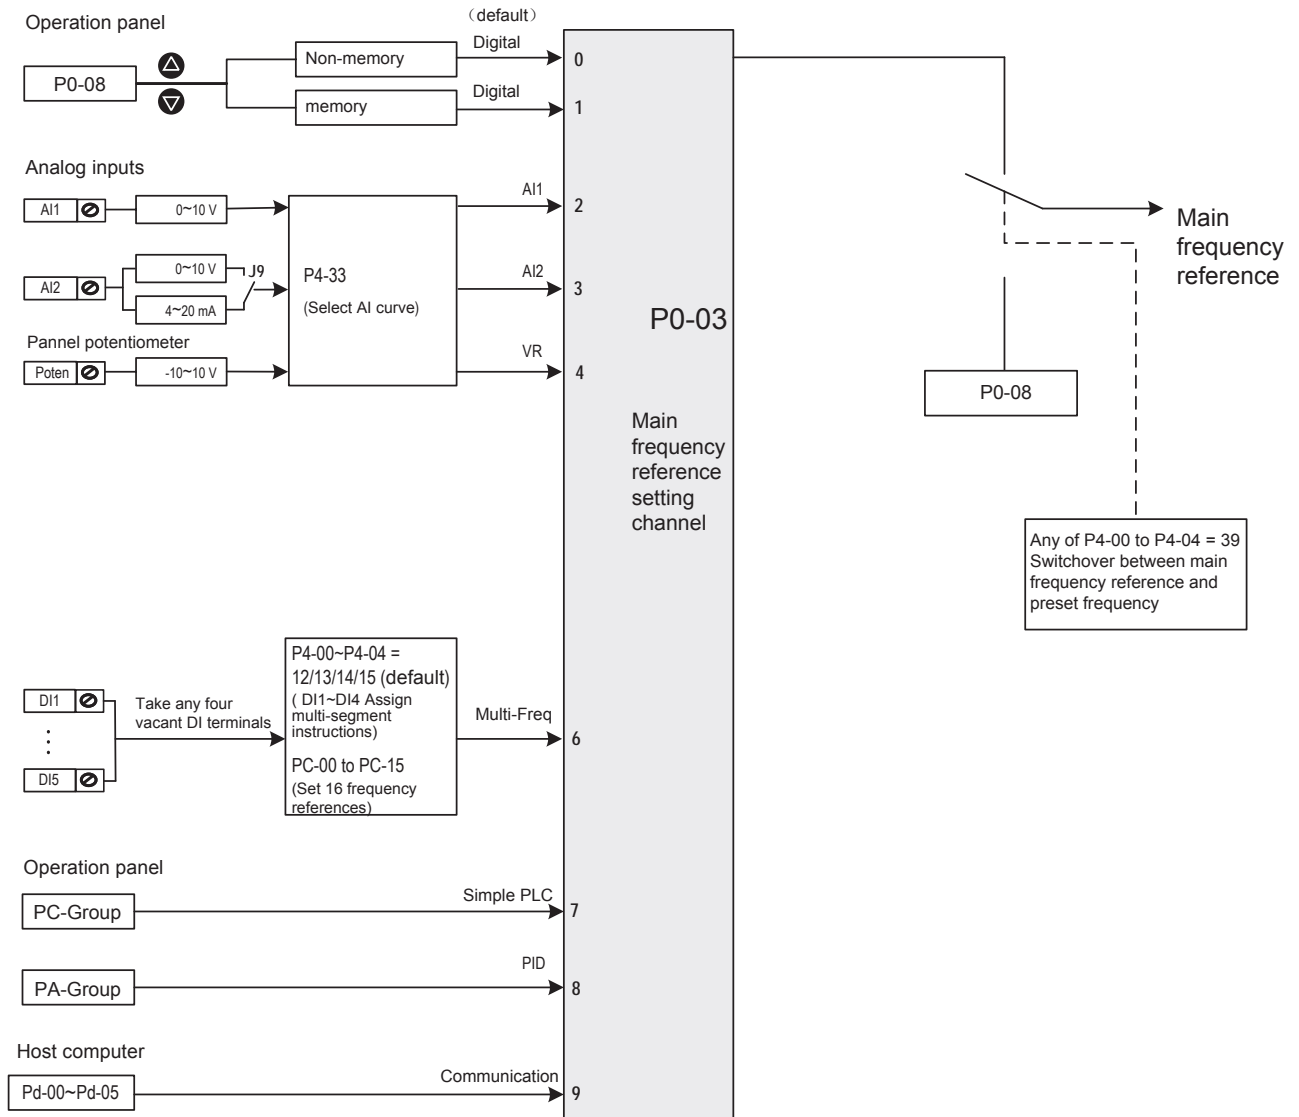 Operation panel
（default）
P0-08
Non-memory
Digital
0
memory
Digital
1
Analog inputs
AI1
0~10 V
AI1
2
AI2
0~10 V
4~20 mA
J9
P4-33
(Select AI curve)
AI2
3
Pannel potentiometer
Poten
-10~10 V
VR
4
P0-03
Main
frequency
reference
setting
channel
Main
frequency
reference
P0-08
Any of P4-00 to P4-04 = 39
Switchover between main
frequency reference and
preset frequency
DI1
DI5
Take any four
vacant DI terminals
P4-00~P4-04 =
12/13/14/15 (default)
( DI1~DI4 Assign
multi-segment
instructions)
PC-00 to PC-15
(Set 16 frequency
references)
Multi-Freq
6
Operation panel
PC-Group
Simple PLC
7
PA-Group
PID
8
Host computer
Pd-00~Pd-05
Communication
9